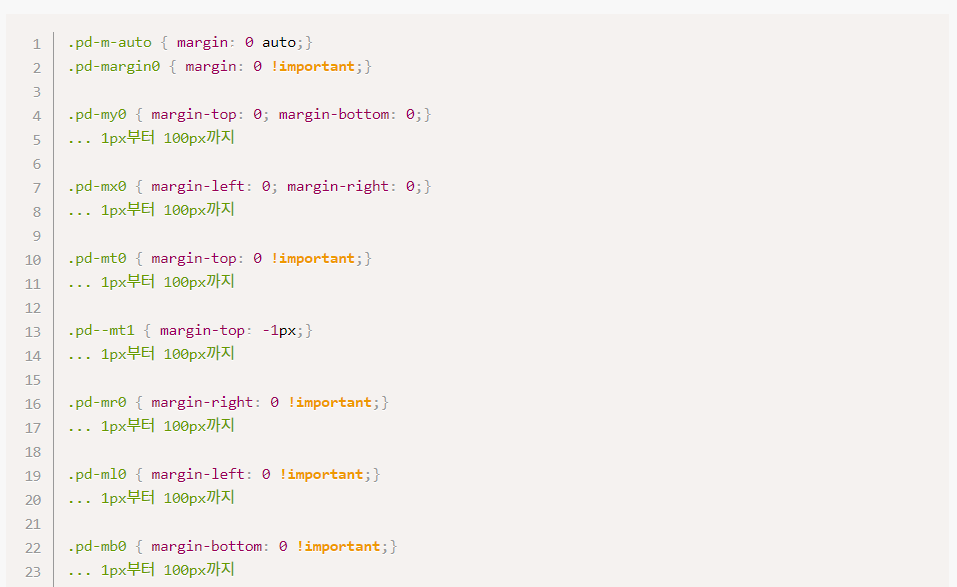 1 .pd-m-auto { margin: 0 auto;}
2 .pd-margin0 { margin: 0 !important;}
3
4 .pd-my0 { margin-top: 0; margin-bottom: 0;}
5 ... 1px부터 100px까지
6
7 .pd-mx0 { margin-left: 0; margin-right: 0;}
8 ... 1px부터 100px까지
9
10 .pd-mt0 { margin-top: 0 !important;}
11 ... 1px부터 100px까지
12
13 .pd--mt1 { margin-top: -1px;}
14 ... 1px부터 100px까지
15
16 .pd-mr0 { margin-right: 0 !important;}
17 ... 1px부터 100px까지
18
19 .pd-ml0 { margin-left: 0 !important;}
20 ... 1px부터 100px까지
21
22 .pd-mb0 { margin-bottom: 0 !important;}
23 ... 1px부터 100px까지